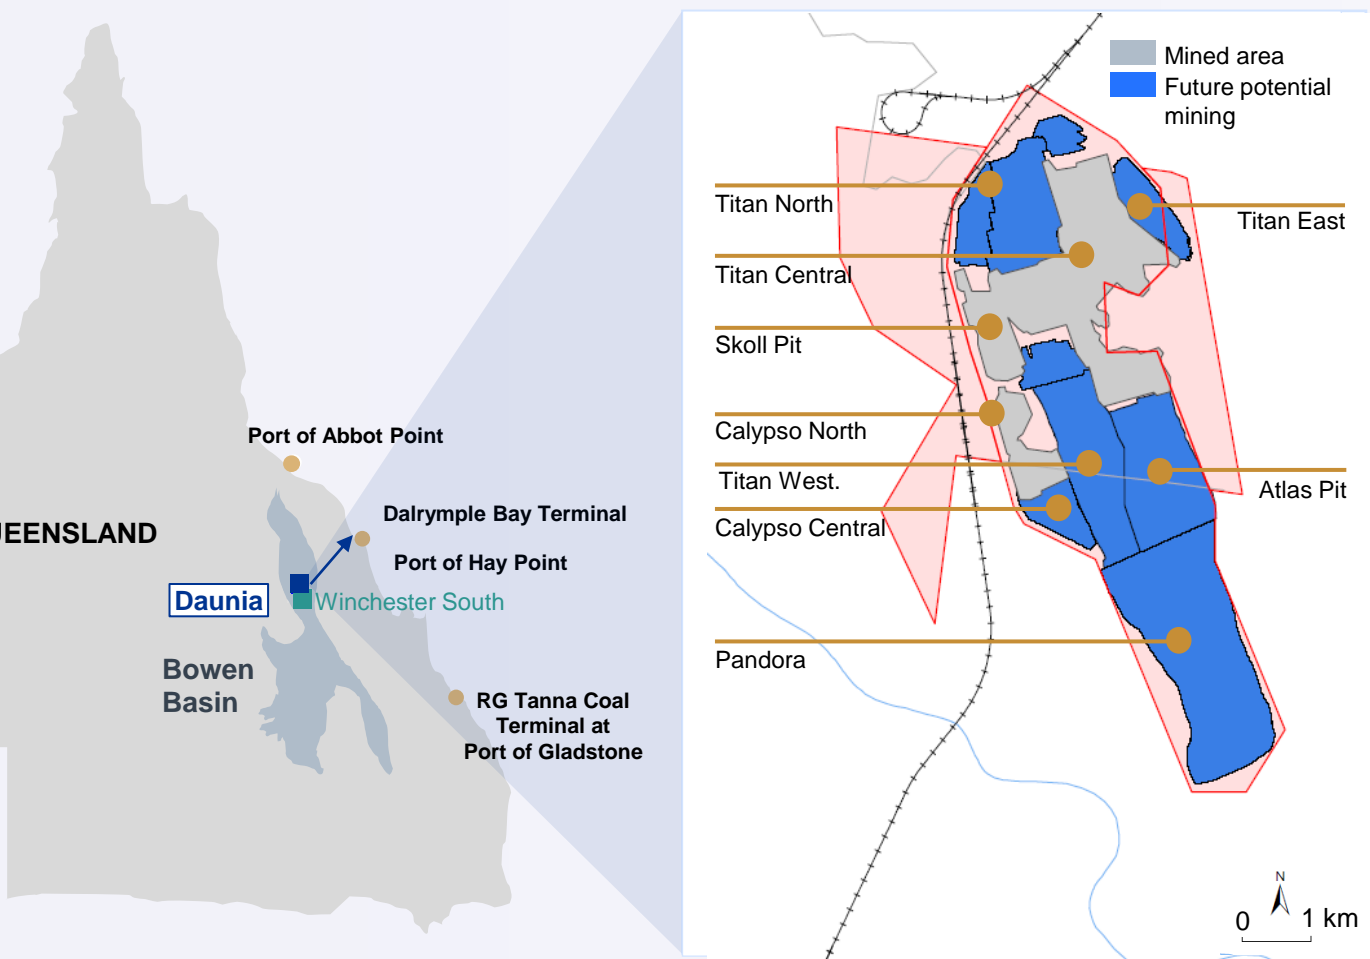 Port of Abbot Point
Dalrymple Bay Terminal
EENSLAND
Port of Hay Point
Daunia
Winchester South
Bowen
Basin
RG Tanna Coal
Terminal at
Port of Gladstone
Mined area
Future potential
mining
Titan North
Titan East
Titan Central
Skoll Pit
Calypso North
Titan West.
Atlas Pit
Calypso Central
Pandora
N
0 1 km